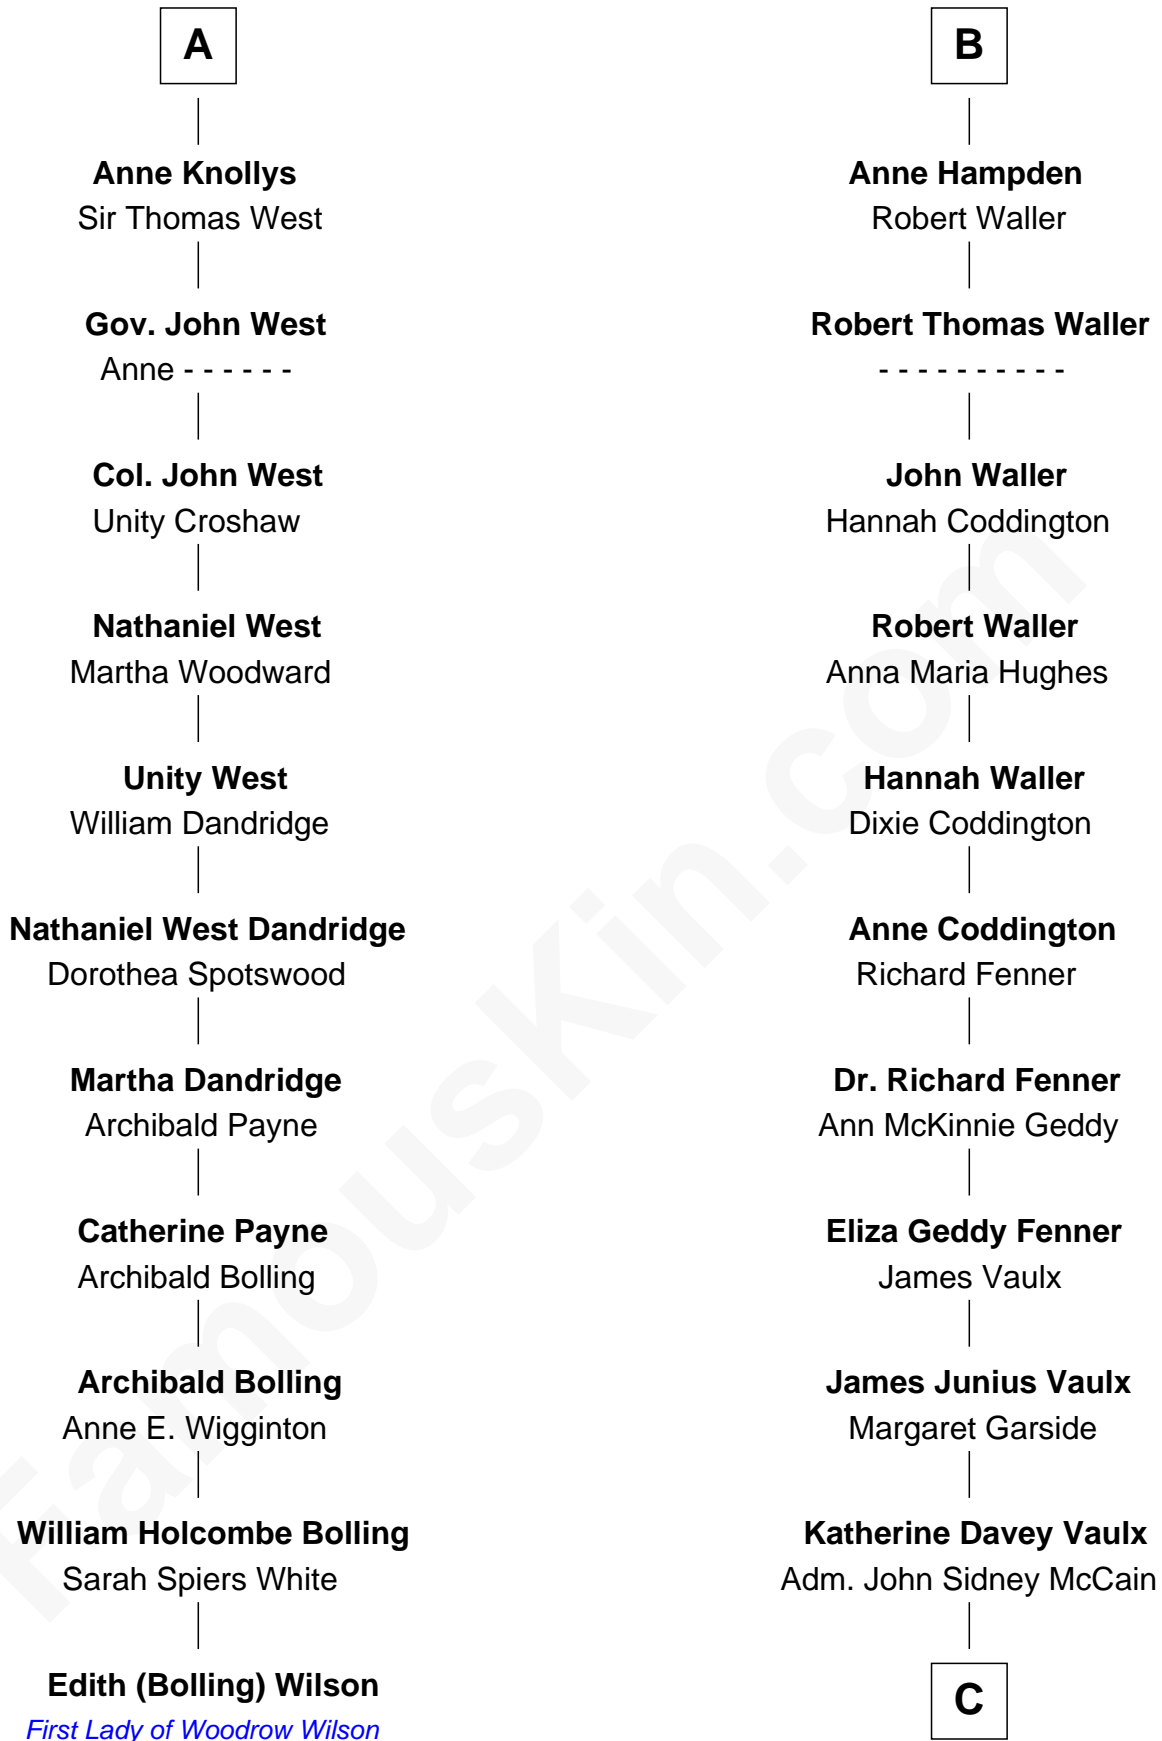 A
Anne Knollys
Sir Thomas West
Gov. John West
Anne - - - - - -
Col. John West
Unity Croshaw
Nathaniel West
Martha Woodward
Unity West
William Dandridge
Nathaniel West Dandridge
Dorothea Spotswood
Martha Dandridge
Archibald Payne
Catherine Payne
Archibald Bolling
Archibald Bolling
Anne E. Wigginton
William Holcombe Bolling
Sarah Spiers White
Edith (Bolling) Wilson
First Lady of Woodrow Wilson
B
Anne Hampden
Robert Waller
Robert Thomas Waller
- - - - - - - - - -
John Waller
Hannah Coddington
Robert Waller
Anna Maria Hughes
Hannah Waller
Dixie Coddington
Anne Coddington
Richard Fenner
Dr. Richard Fenner
Ann McKinnie Geddy
Eliza Geddy Fenner
James Vaulx
James Junius Vaulx
Margaret Garside
Katherine Davey Vaulx
Adm. John Sidney McCain
C
FamousKin.com